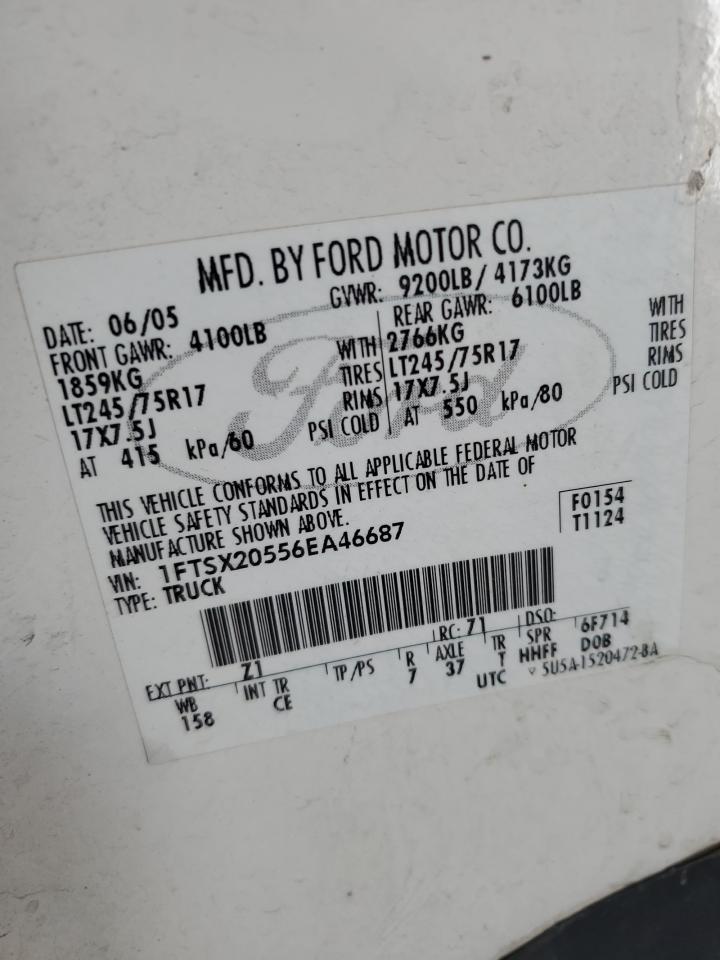 MFD. BY FORD MOTOR CO.
DATE: 06/05 GVWR: 9200LB/ 4173KG
FRONT GAWR: 4100LB REAR GAWR: 6100LB
1859KG WITH 2766KG WITH
LT245/75R17 TIRES LT245/75R17 TIRES
17X7.5J RIMS 17X7.5J RIMS
AT 415 kPa/60 PSI COLD AT 550 kPa/80 PSI COLD
Ford
THIS VEHICLE CONFORMS TO ALL APPLICABLE FEDERAL MOTOR
VEHICLE SAFETY STANDARDS IN EFFECT ON THE DATE OF
MANUFACTURE SHOWN ABOVE.
VIN: 1FTSX20556EA46687 F0154
TYPE: TRUCK T1124
EXT PNT: Z1 RC: 71 DSO: 6F714
WB INT TR TP/PS R AXLE TR SPR DOB
158 CE 7 37 T HHFF
UTC 5U5A-1520472-BA